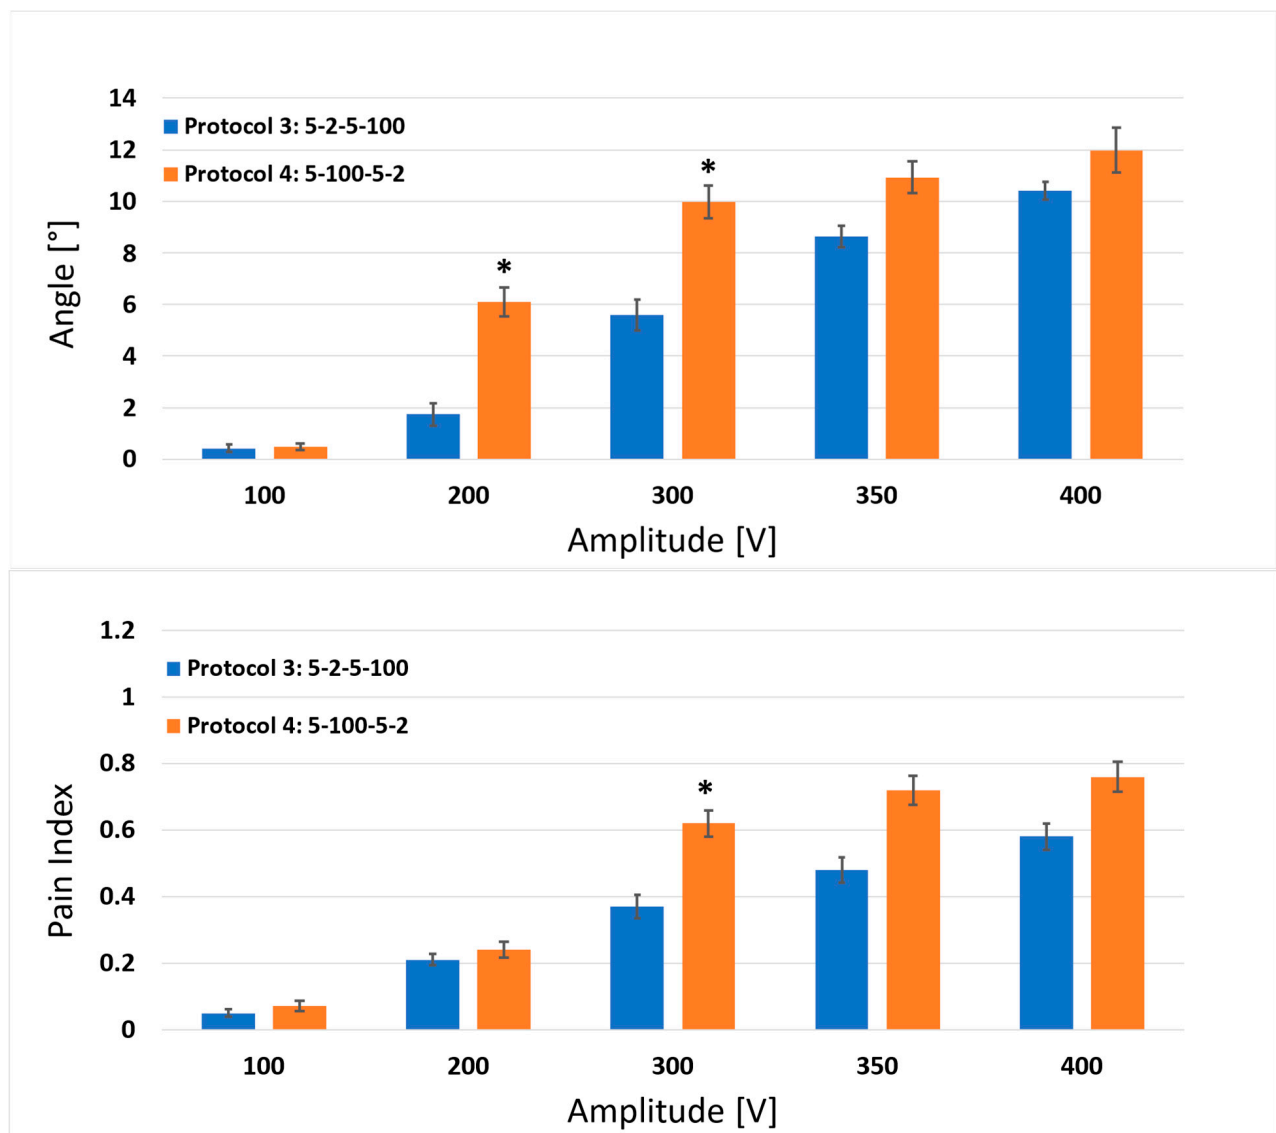 14
12
10
8
6
4
2
0
Angle [°]
Protocol 3: 5-2-5-100
Protocol 4: 5-100-5-2
*
*
100 200 300 350 400
Amplitude [V]
1.2
1
0.8
0.6
0.4
0.2
0
Pain Index
Protocol 3: 5-2-5-100
Protocol 4: 5-100-5-2
*
100 200 300 350 400
Amplitude [V]